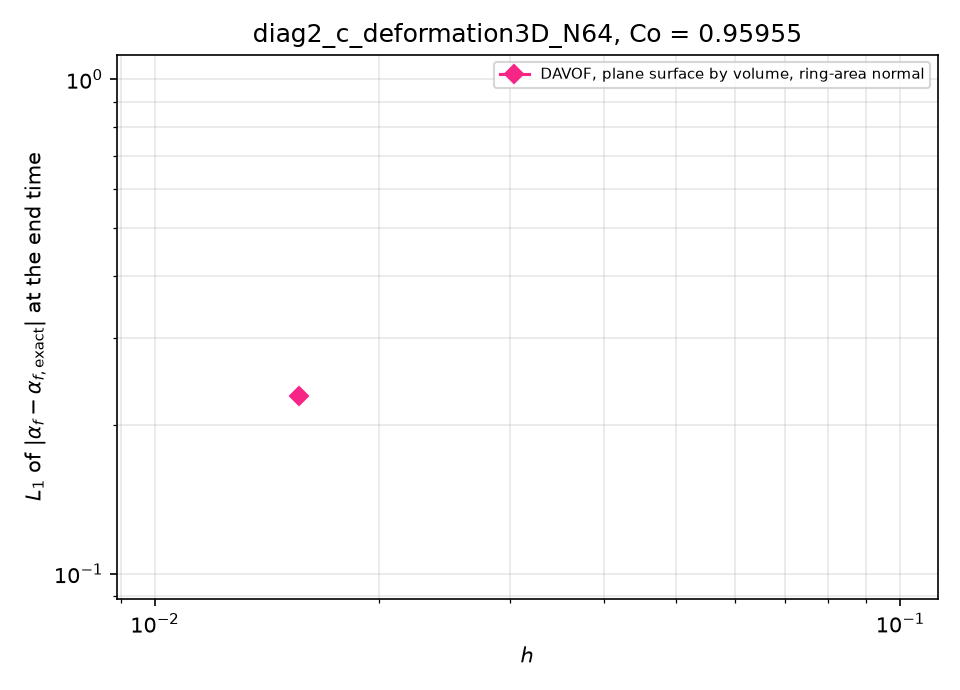 diag2_c_deformation3D_N64, Co = 0.95955
DAVOF, plane surface by volume, ring-area normal
L₁ of |α_f − α_{f,exact}| at the end time
10⁰
10⁻¹
10⁻²
10⁻¹
h